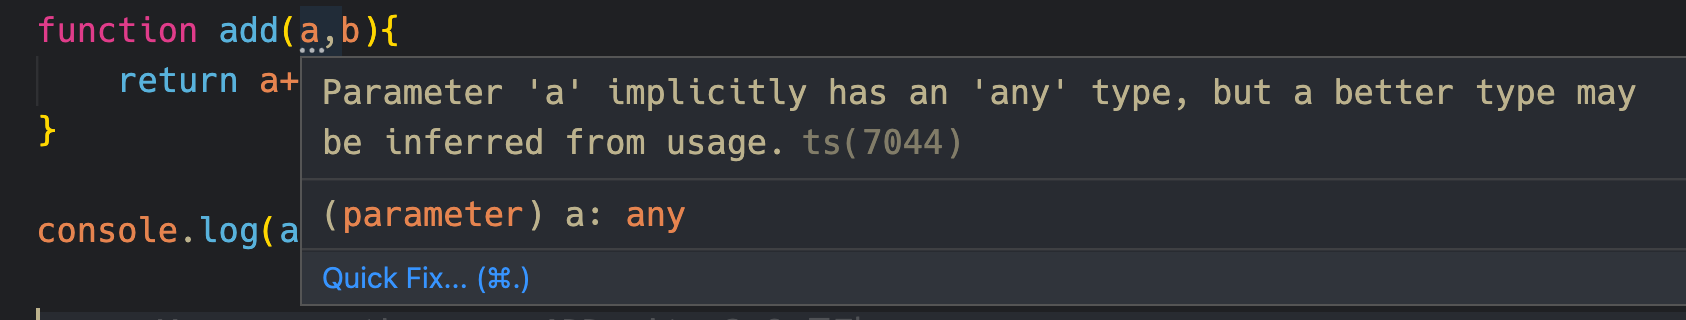 function add(a,b){
return a+
Parameter 'a' implicitly has an 'any' type, but a better type may
be inferred from usage. ts(7044)
}
(parameter) a: any
console.log(a
Quick Fix... (⌘.)